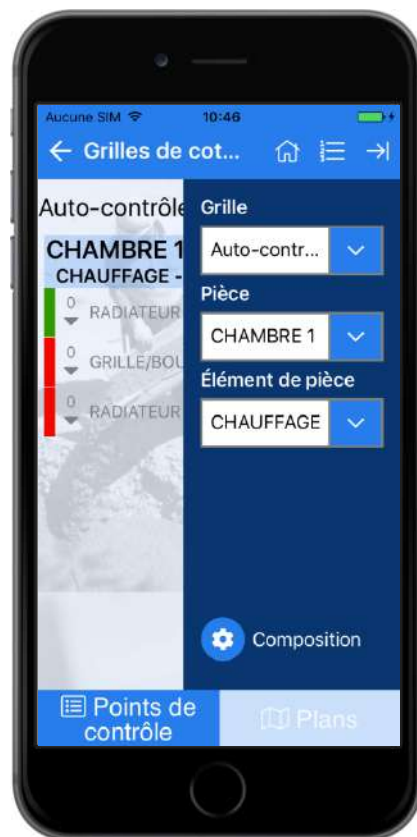 Aucune SIM 10:46
Grilles de cot...
Auto-contrôle
CHAMBRE 1
CHAUFFAGE -
0
RADIATEUR
0
GRILLE/BOU
0
RADIATEUR
Grille
Auto-contr...
Pièce
CHAMBRE 1
Élément de pièce
CHAUFFAGE
Composition
Points de
contrôle
Plans